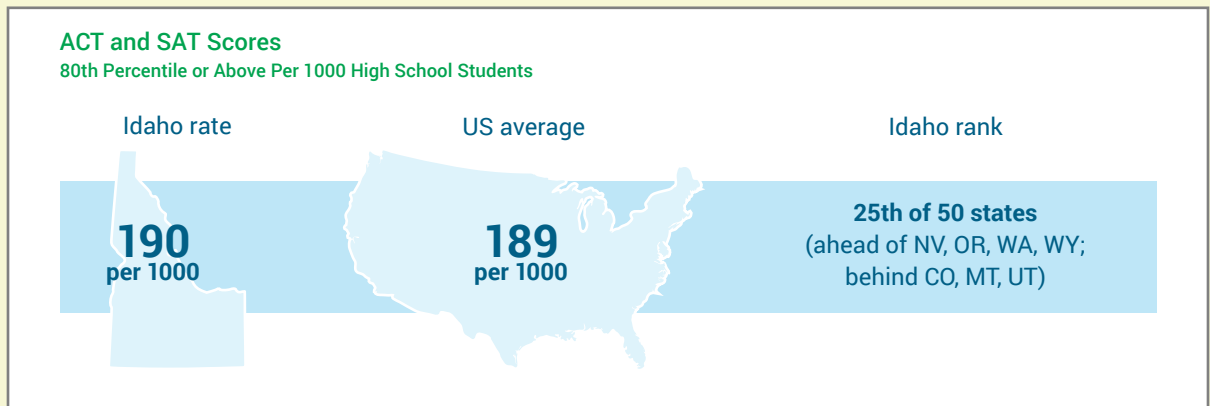 ACT and SAT Scores
80th Percentile or Above Per 1000 High School Students
Idaho rate
190
per 1000
US average
189
per 1000
Idaho rank
25th of 50 states
(ahead of NV, OR, WA, WY;
behind CO, MT, UT)